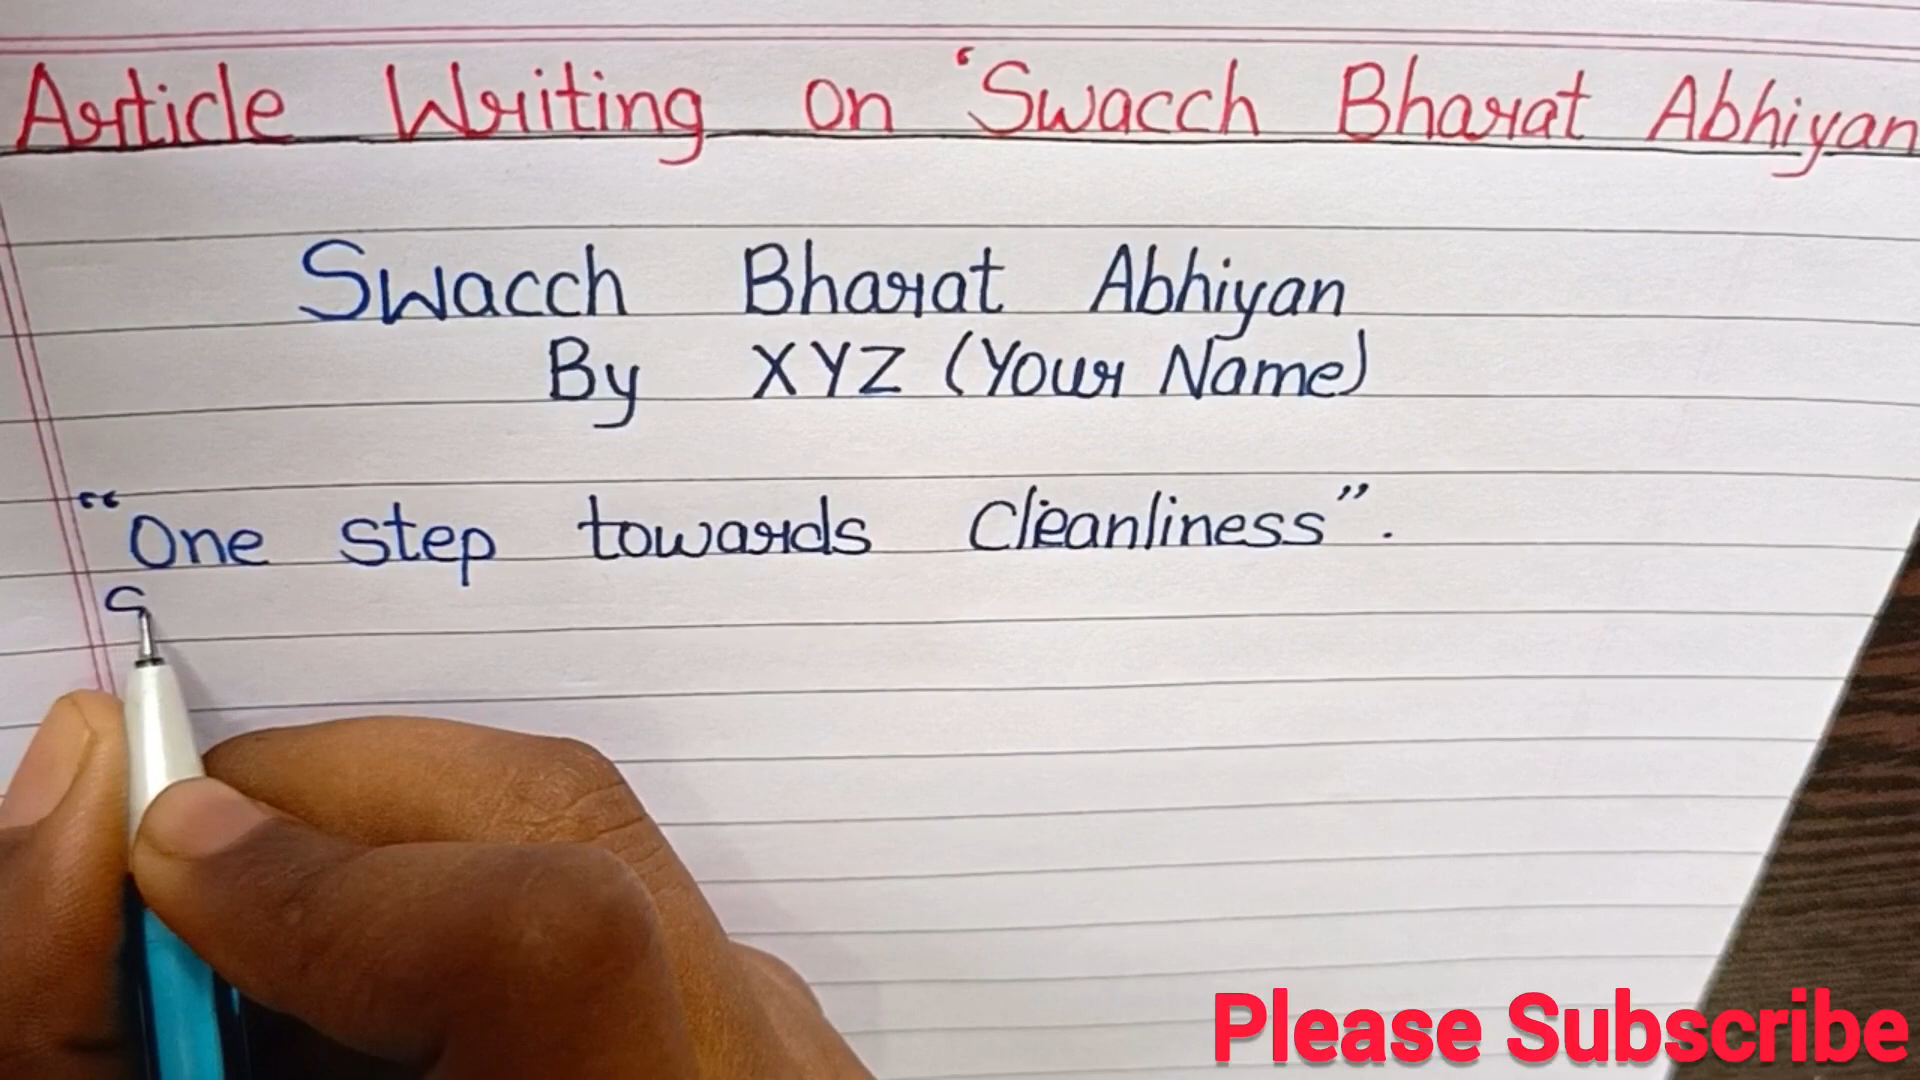 Article Writing on 'Swacch Bharat Abhiyan
Swacch Bharat Abhiyan
By XYZ (Your Name)
"One step towards Cleanliness".
Please Subscribe